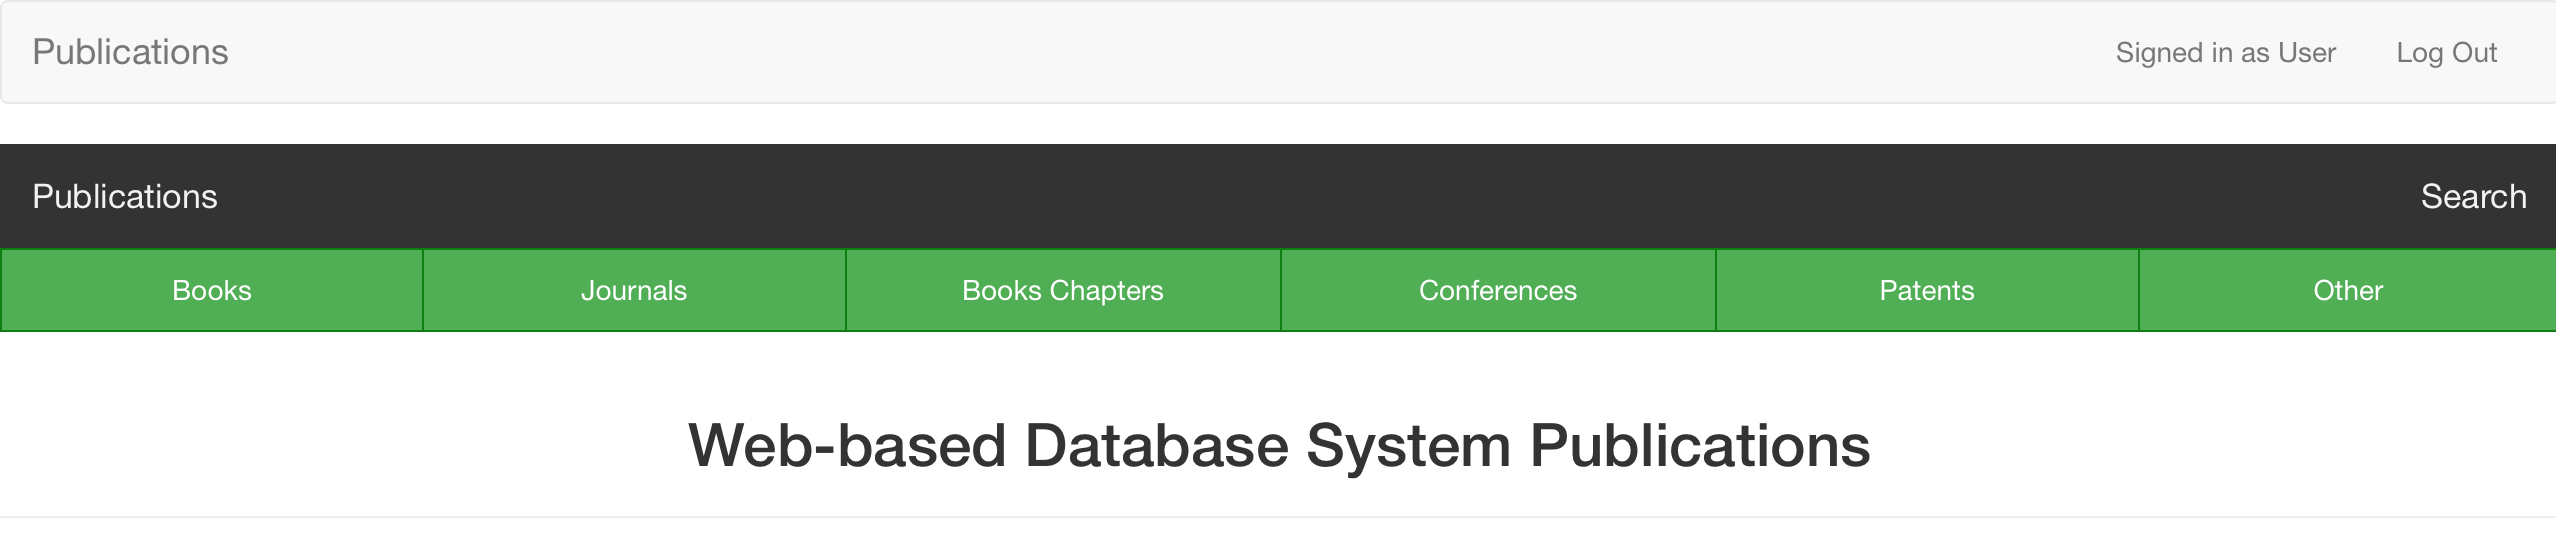 Publications Signed in as User Log Out
Publications Search
Books Journals Books Chapters Conferences Patents Other
Web-based Database System Publications